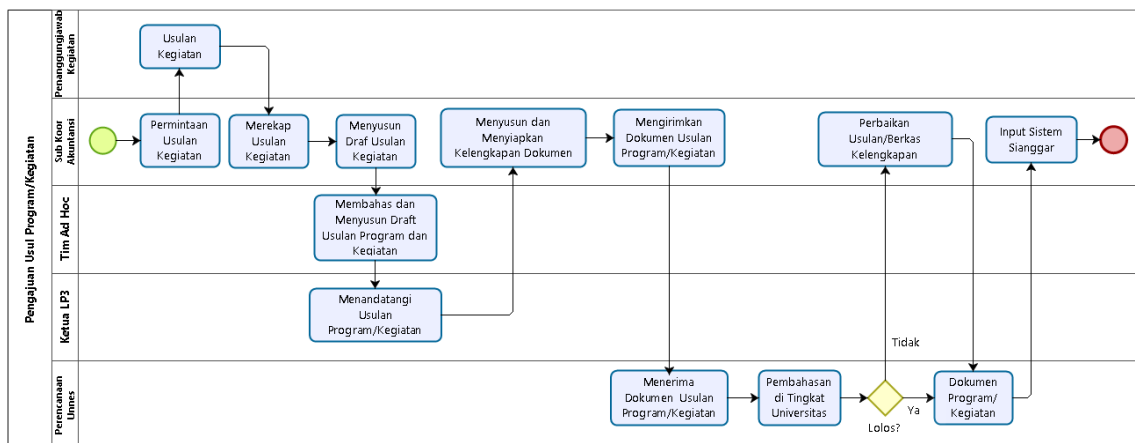 Pengajuan Usul Program/Kegiatan
Penanggungjawab
Kegiatan
Usulan
Kegiatan
Sub Koor
Akuntansi
Permintaan
Usulan
Kegiatan
Merekap
Usulan
Kegiatan
Menyusun
Draf Usulan
Kegiatan
Menyusun dan
Menyiapkan
Kelengkapan Dokumen
Mengirimkan
Dokumen Usulan
Program/Kegiatan
Perbaikan
Usulan/Berkas
Kelengkapan
Input Sistem
Sianggar
Tim Ad Hoc
Membahas dan
Menyusun Draft
Usulan Program dan
Kegiatan
Ketua LP3
Menandatangi
Usulan
Program/Kegiatan
Perencanaan
Unnes
Menerima
Dokumen Usulan
Program/Kegiatan
Pembahasan
di Tingkat
Universitas
Lolos?
Tidak
Ya
Dokumen
Program/
Kegiatan